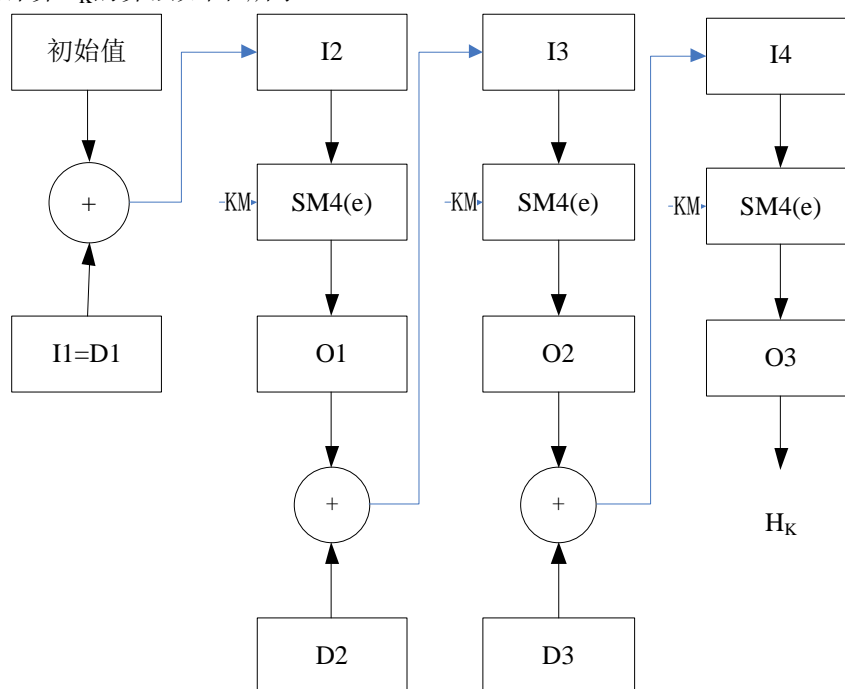 初始值
I2
I3
I4
+
KM
SM4(e)
KM
SM4(e)
KM
SM4(e)
I1=D1
O1
O2
O3
+
+
H_K
D2
D3